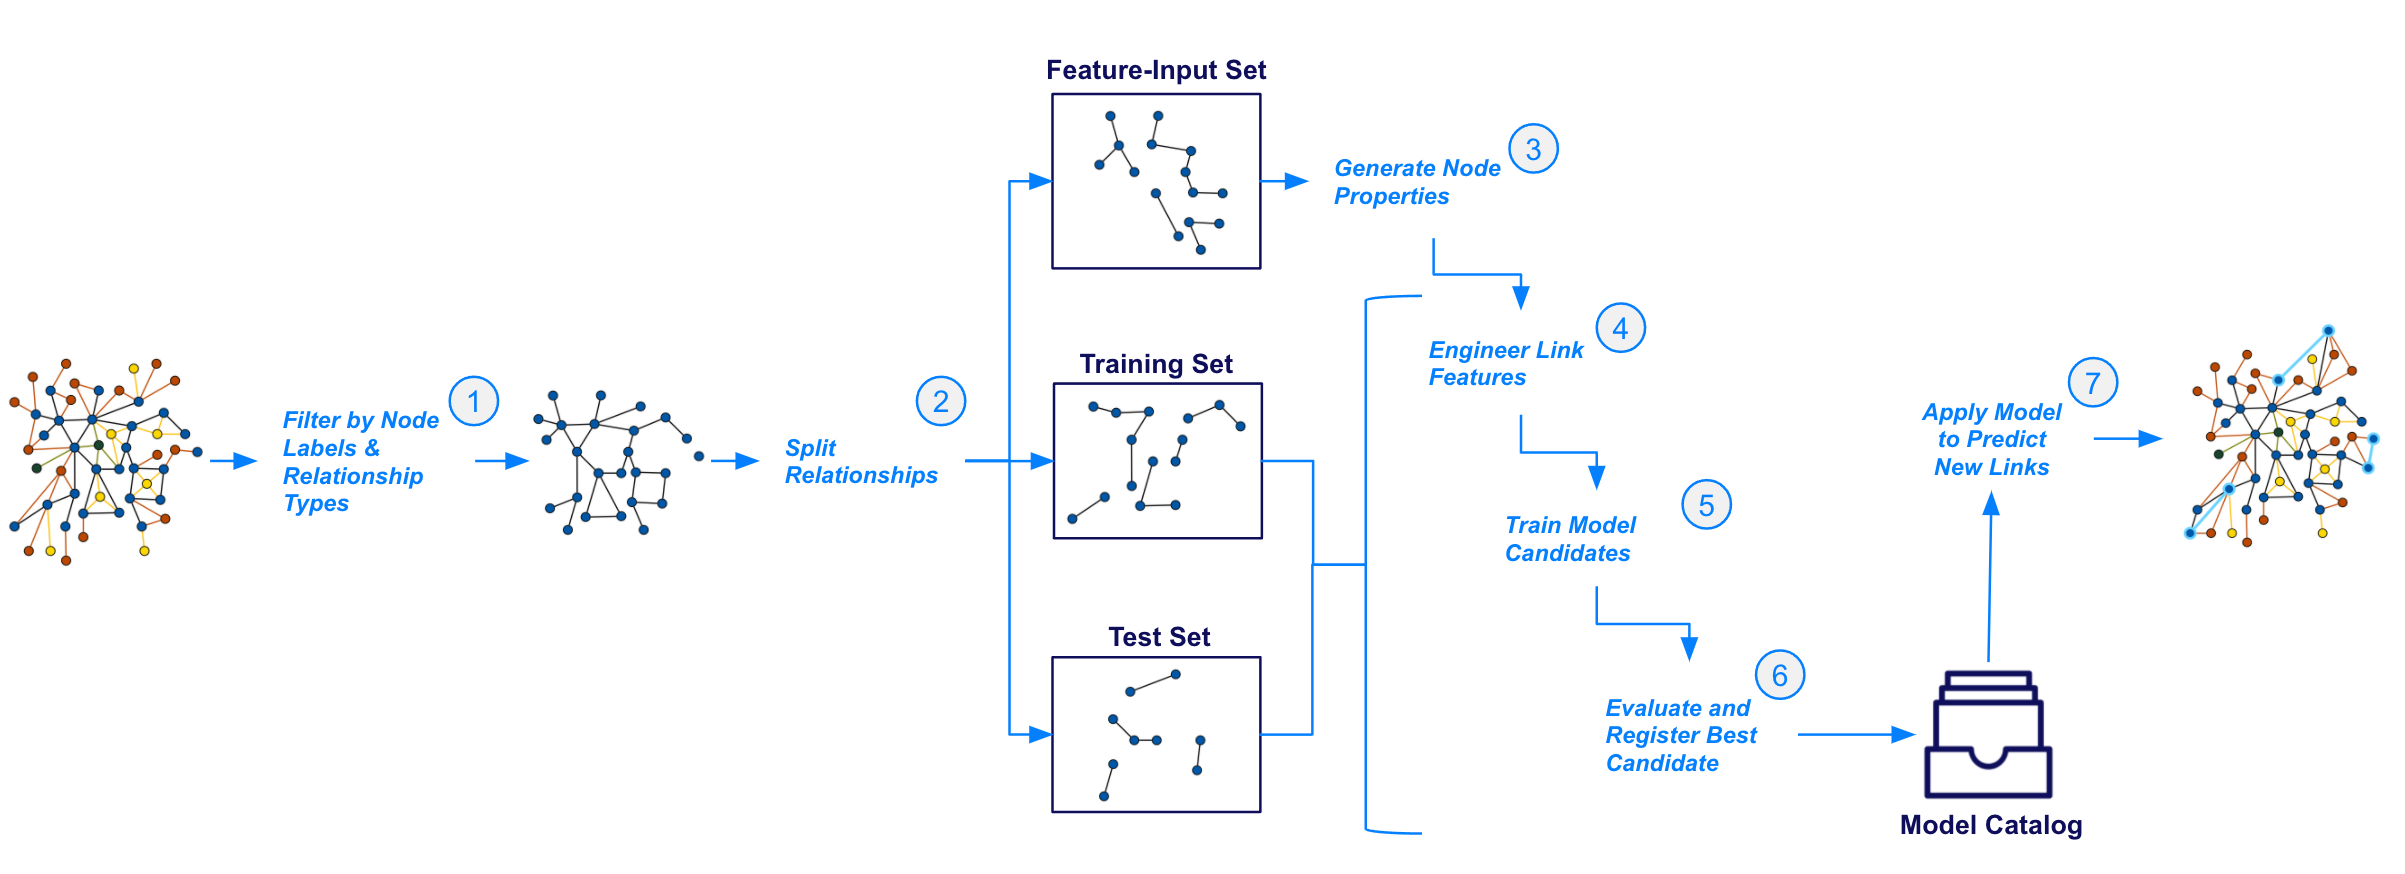 Feature-Input Set
Generate Node
Properties
3
Engineer Link
Features
4
Training Set
Filter by Node
Labels &
Relationship
Types
1
Split
Relationships
2
Train Model
Candidates
5
Test Set
Evaluate and
Register Best
Candidate
6
Model Catalog
Apply Model
to Predict
New Links
7